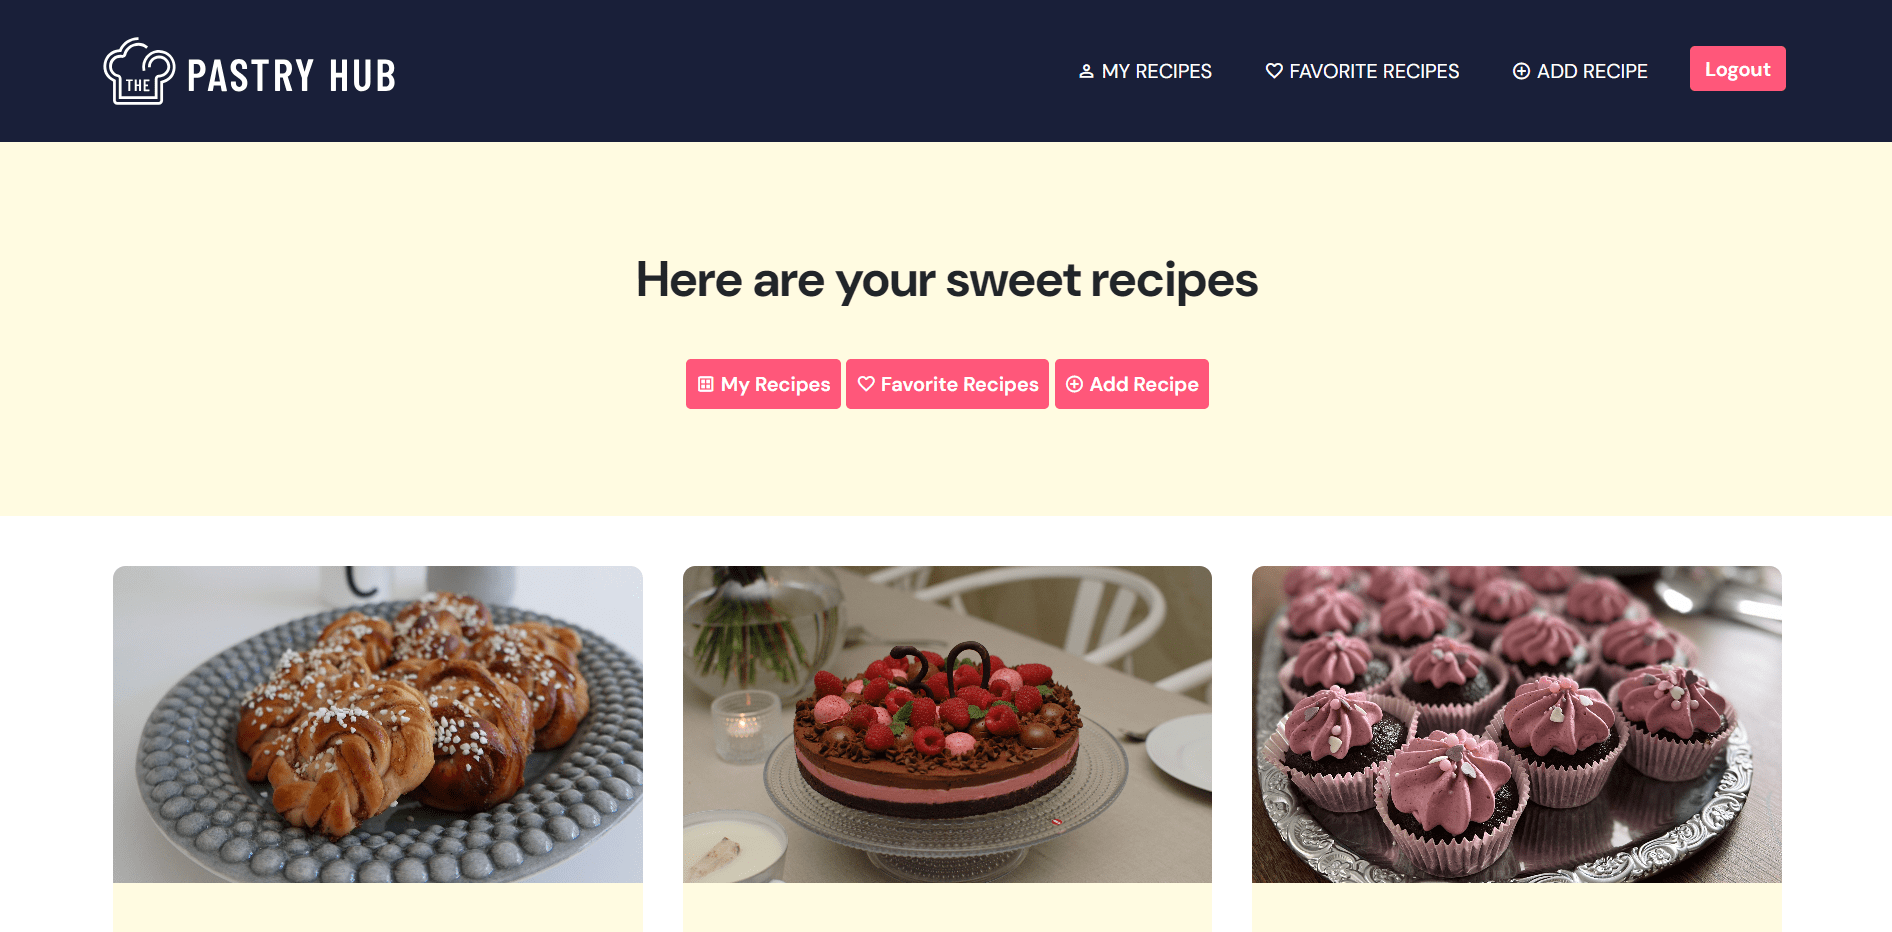 THE PASTRY HUB
MY RECIPES
FAVORITE RECIPES
ADD RECIPE
Logout
Here are your sweet recipes
My Recipes
Favorite Recipes
Add Recipe